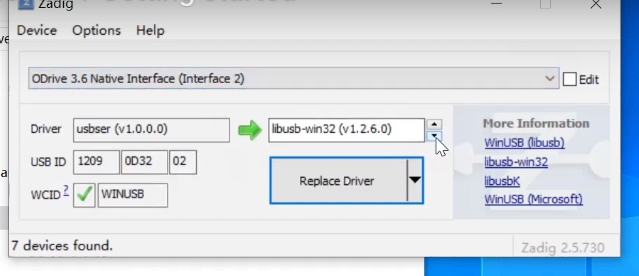 Zadig
Device Options Help
ODrive 3.6 Native Interface (Interface 2)
Edit
Driver usbser (v1.0.0.0) libusb-win32 (v1.2.6.0)
USB ID 1209 0D32 02
WCID ? WINUSB
Replace Driver
More Information
WinUSB (libusb)
libusb-win32
libusbK
WinUSB (Microsoft)
7 devices found.
Zadig 2.5.730